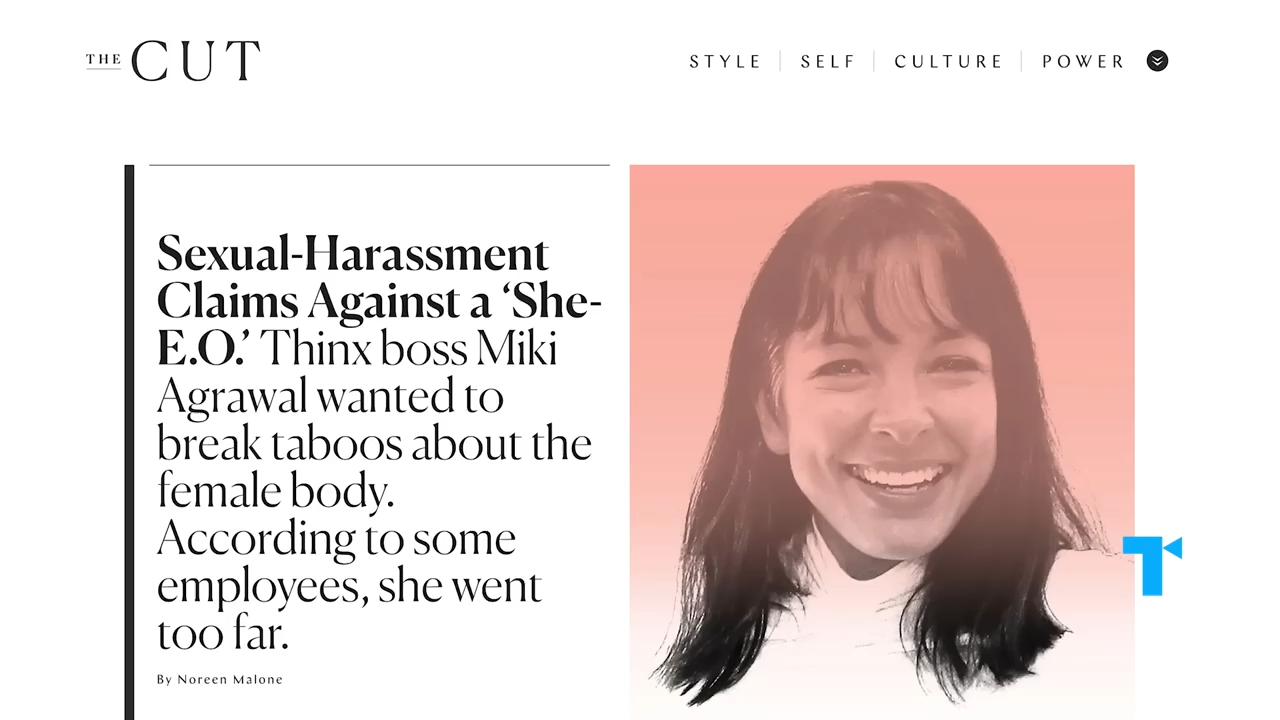 THE CUT
STYLE SELF CULTURE POWER
Sexual-Harassment
Claims Against a ‘She-
E.O.’ Thinx boss Miki
Agrawal wanted to
break taboos about the
female body.
According to some
employees, she went
too far.
By Noreen Malone